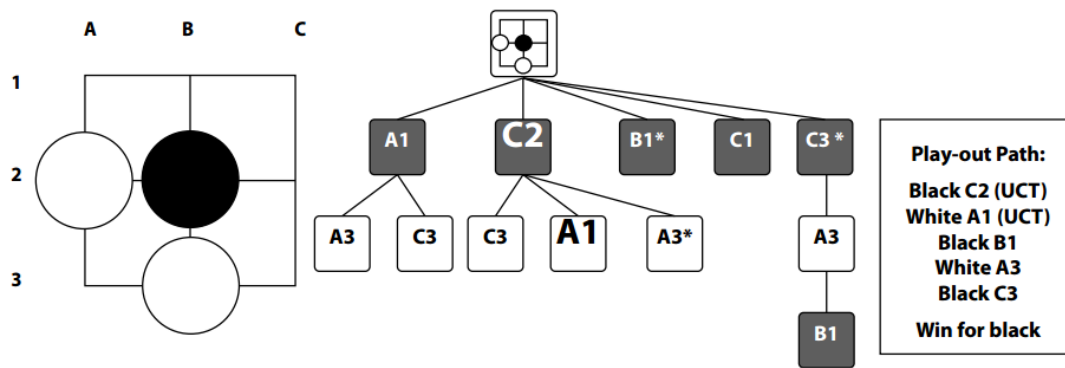 A B C
1
2
3
A1 C2 B1* C1 C3 *
A3 C3 C3 A1 A3* A3
B1
Play-out Path:
Black C2 (UCT)
White A1 (UCT)
Black B1
White A3
Black C3
Win for black